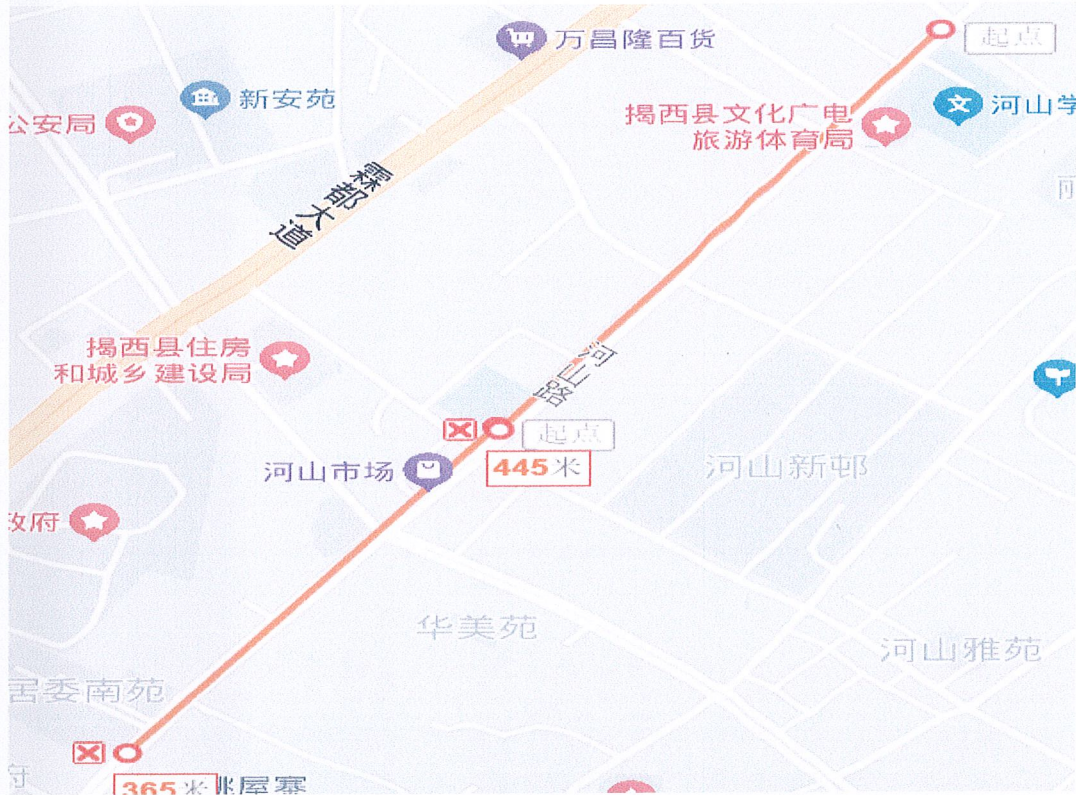 万昌隆百货
起点
新安苑
公安局
揭西县文化广电
旅游体育局
河山学
霖都大道
揭西县住房
和城乡建设局
河山路
起点
445米
河山市场
河山新邨
政府
华美苑
河山雅苑
居委南苑
365米
屋寨
府